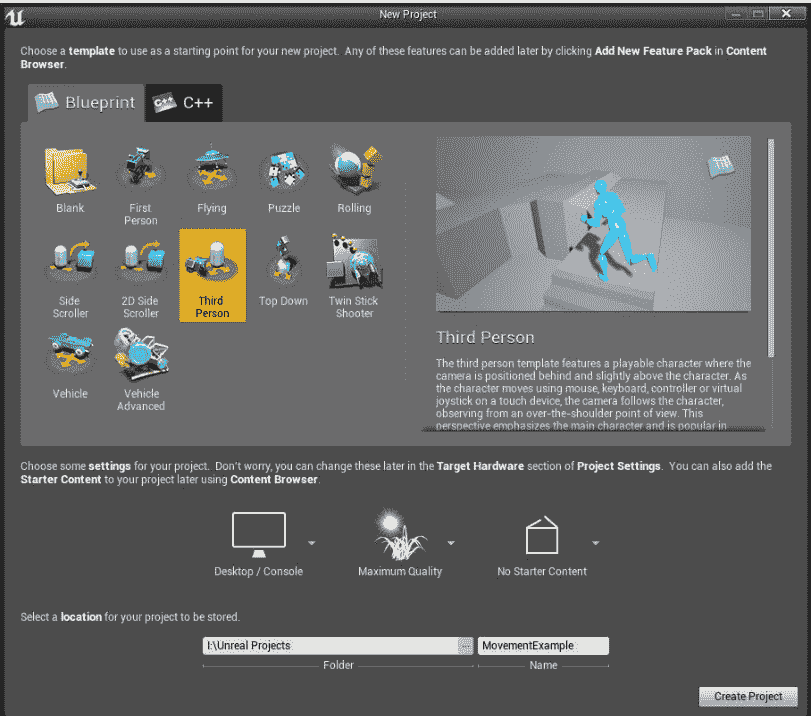 New Project
Choose a template to use as a starting point for your new project. Any of these features can be added later by clicking Add New Feature Pack in Content
Browser.
Blueprint
C++
Blank
First
Person
Flying
Puzzle
Rolling
Side
Scroller
2D Side
Scroller
Third
Person
Top Down
Twin Stick
Shooter
Vehicle
Vehicle
Advanced
Third Person
The third person template features a playable character where the
camera is positioned behind and slightly above the character. As
the character moves using mouse, keyboard, controller or virtual
joystick on a touch device, the camera follows the character,
observing from an over-the-shoulder point of view. This
perspective emphasizes the main character and is popular in
Choose some settings for your project. Don't worry, you can change these later in the Target Hardware section of Project Settings. You can also add the
Starter Content to your project later using Content Browser.
Desktop / Console
Maximum Quality
No Starter Content
Select a location for your project to be stored.
I:\Unreal Projects
...
MovementExample
Folder
Name
Create Project